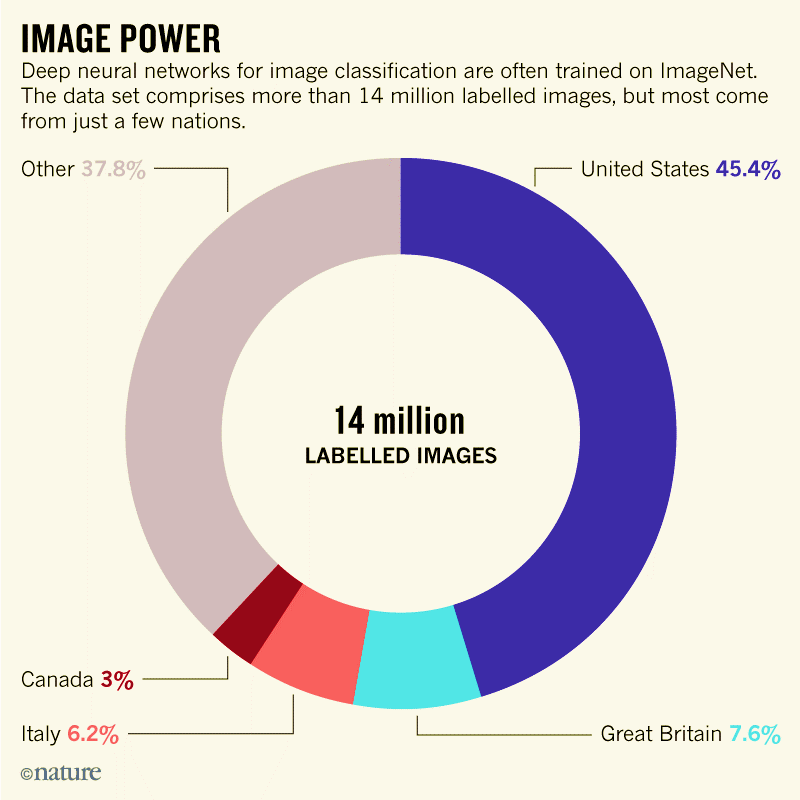 IMAGE POWER
Deep neural networks for image classification are often trained on ImageNet.
The data set comprises more than 14 million labelled images, but most come
from just a few nations.
Other 37.8%
United States 45.4%
14 million
LABELLED IMAGES
Canada 3%
Italy 6.2%
Great Britain 7.6%
©nature